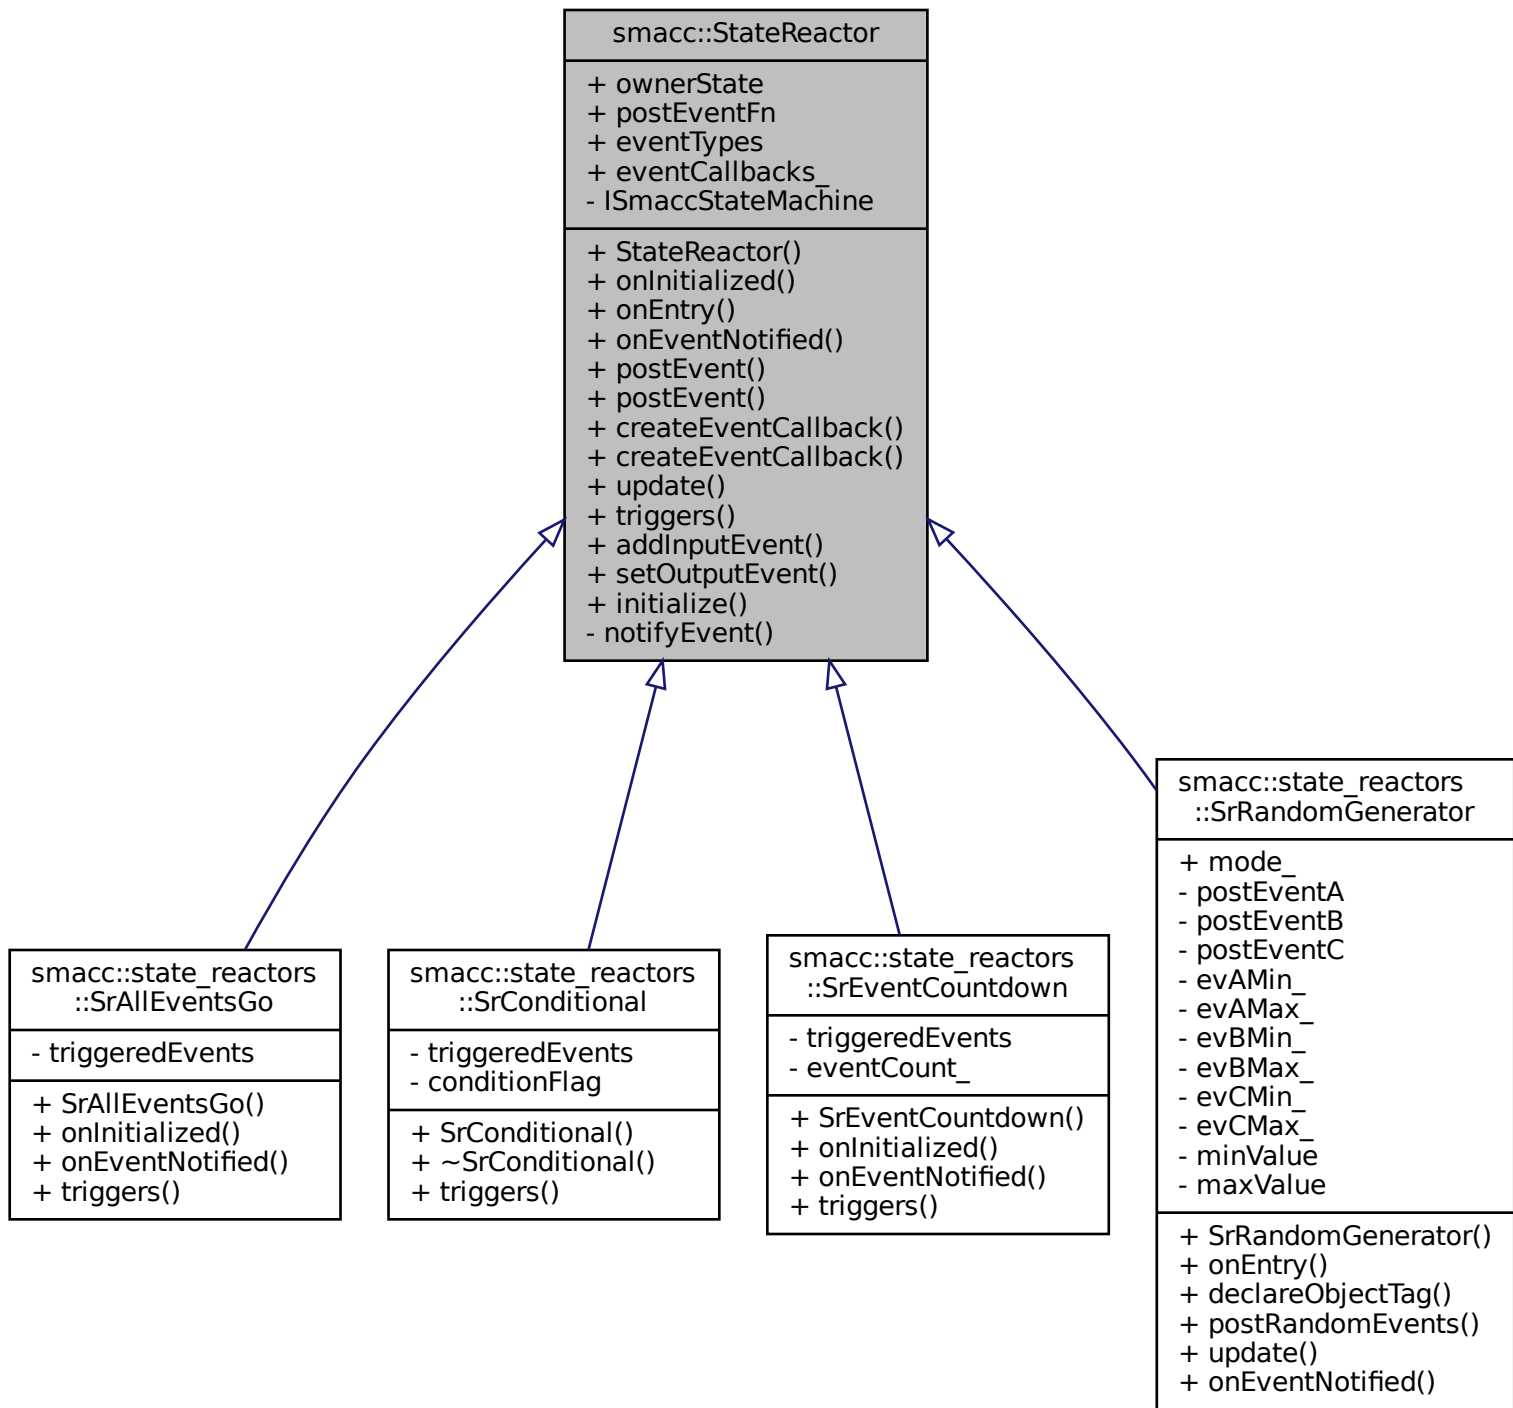 smacc::StateReactor
+ ownerState
+ postEventFn
+ eventTypes
+ eventCallbacks_
- ISmaccStateMachine
+ StateReactor()
+ onInitialized()
+ onEntry()
+ onEventNotified()
+ postEvent()
+ postEvent()
+ createEventCallback()
+ createEventCallback()
+ update()
+ triggers()
+ addInputEvent()
+ setOutputEvent()
+ initialize()
- notifyEvent()
smacc::state_reactors
::SrAllEventsGo
- triggeredEvents
+ SrAllEventsGo()
+ onInitialized()
+ onEventNotified()
+ triggers()
smacc::state_reactors
::SrConditional
- triggeredEvents
- conditionFlag
+ SrConditional()
+ ~SrConditional()
+ triggers()
smacc::state_reactors
::SrEventCountdown
- triggeredEvents
- eventCount_
+ SrEventCountdown()
+ onInitialized()
+ onEventNotified()
+ triggers()
smacc::state_reactors
::SrRandomGenerator
+ mode_
- postEventA
- postEventB
- postEventC
- evAMin_
- evAMax_
- evBMin_
- evBMax_
- evCMin_
- evCMax_
- minValue
- maxValue
+ SrRandomGenerator()
+ onEntry()
+ declareObjectTag()
+ postRandomEvents()
+ update()
+ onEventNotified()